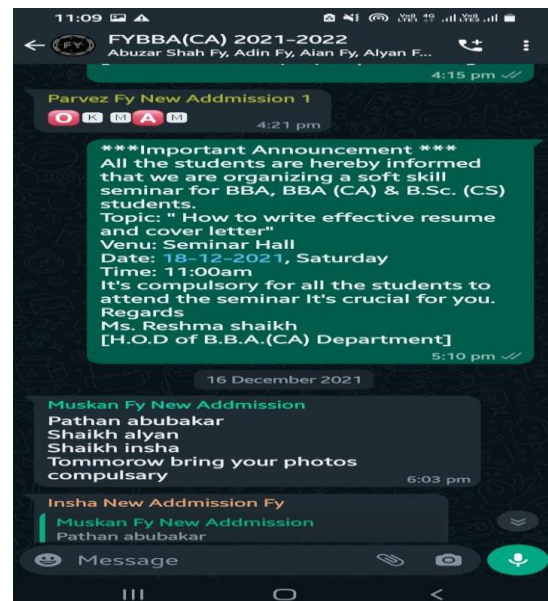 11:09
FYBBA(CA) 2021-2022
Abuzar Shah Fy, Adin Fy, Aian Fy, Alyan F...
4:15 pm
Parvez Fy New Addmission 1
O K M A M
4:21 pm
***Important Announcement ***
All the students are hereby informed
that we are organizing a soft skill
seminar for BBA, BBA (CA) & B.Sc. (CS)
students.
Topic: " How to write effective resume
and cover letter"
Venu: Seminar Hall
Date: 18-12-2021, Saturday
Time: 11:00am
It's compulsory for all the students to
attend the seminar It's crucial for you.
Regards
Ms. Reshma shaikh
[H.O.D of B.B.A.(CA) Department]
5:10 pm
16 December 2021
Muskan Fy New Addmission
Pathan abubakar
Shaikh alyan
Shaikh insha
Tommorow bring your photos
compulsary
6:03 pm
Insha New Addmission Fy
Muskan Fy New Addmission
Pathan abubakar
Message